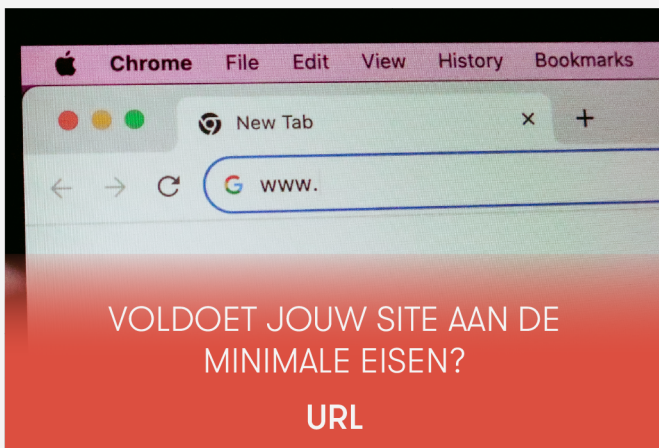 Chrome File Edit View History Bookmarks
New Tab
www.
VOLDOET JOUW SITE AAN DE
MINIMALE EISEN?
URL